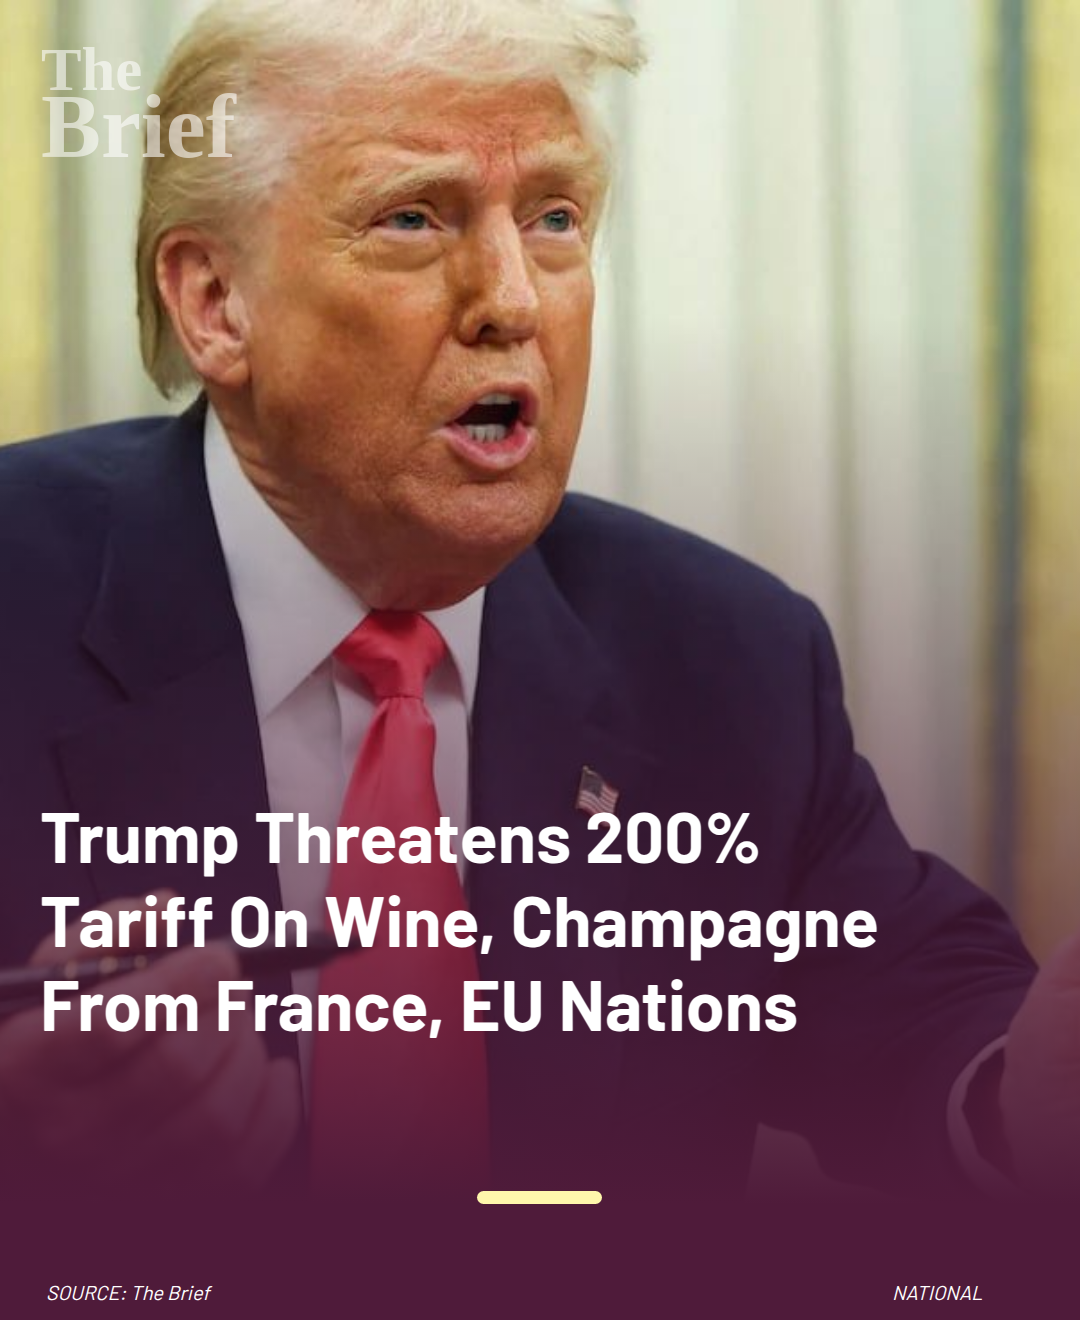 The
Brief
Trump Threatens 200%
Tariff On Wine, Champagne
From France, EU Nations
SOURCE: The Brief
NATIONAL